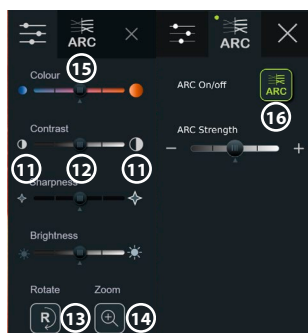 ARC
15
Colour
Contrast
11
12
11
Sharpness
Brightness
Rotate
Zoom
R
13
14
ARC
ARC On/off
ARC
16
ARC Strength